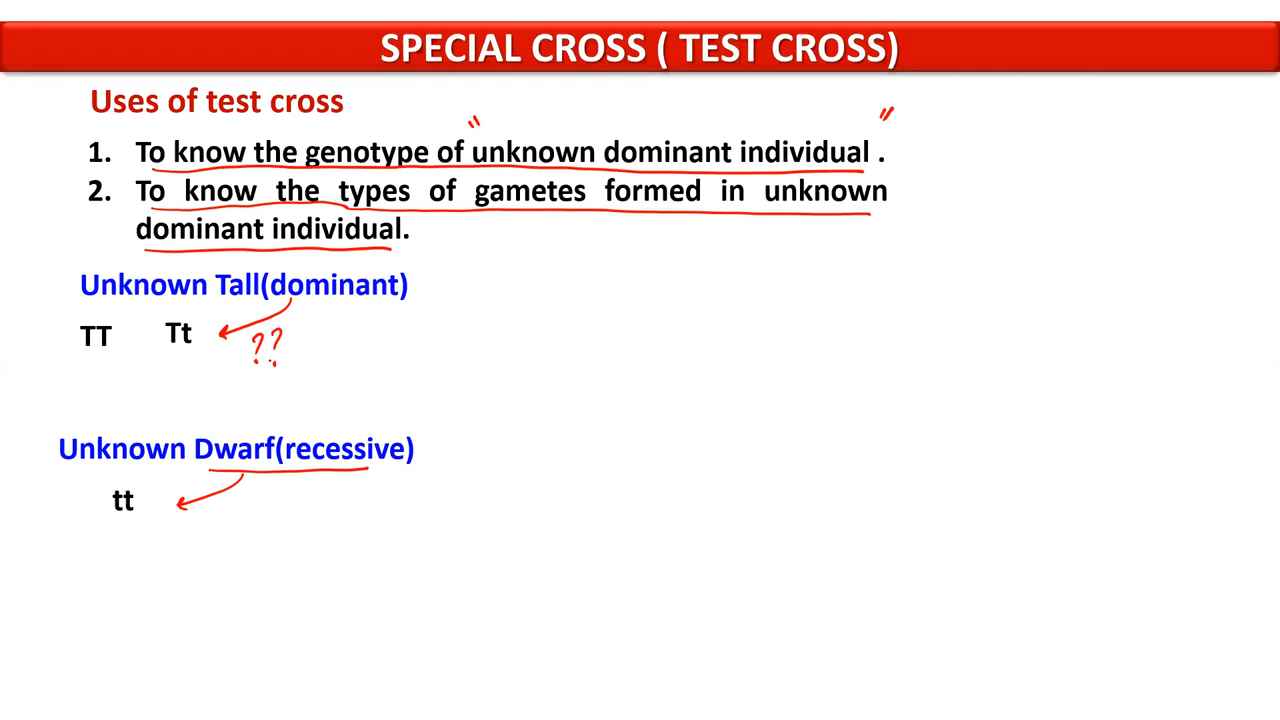 SPECIAL CROSS ( TEST CROSS)
Uses of test cross
1. To know the genotype of "unknown dominant individual ."
2. To know the types of gametes formed in unknown
dominant individual.
Unknown Tall(dominant)
TT Tt ??
Unknown Dwarf(recessive)
tt